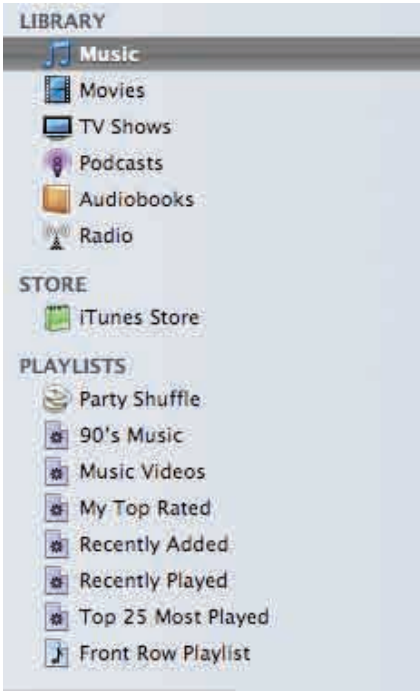 LIBRARY
Music
Movies
TV Shows
Podcasts
Audiobooks
Radio
STORE
iTunes Store
PLAYLISTS
Party Shuffle
90's Music
Music Videos
My Top Rated
Recently Added
Recently Played
Top 25 Most Played
Front Row Playlist